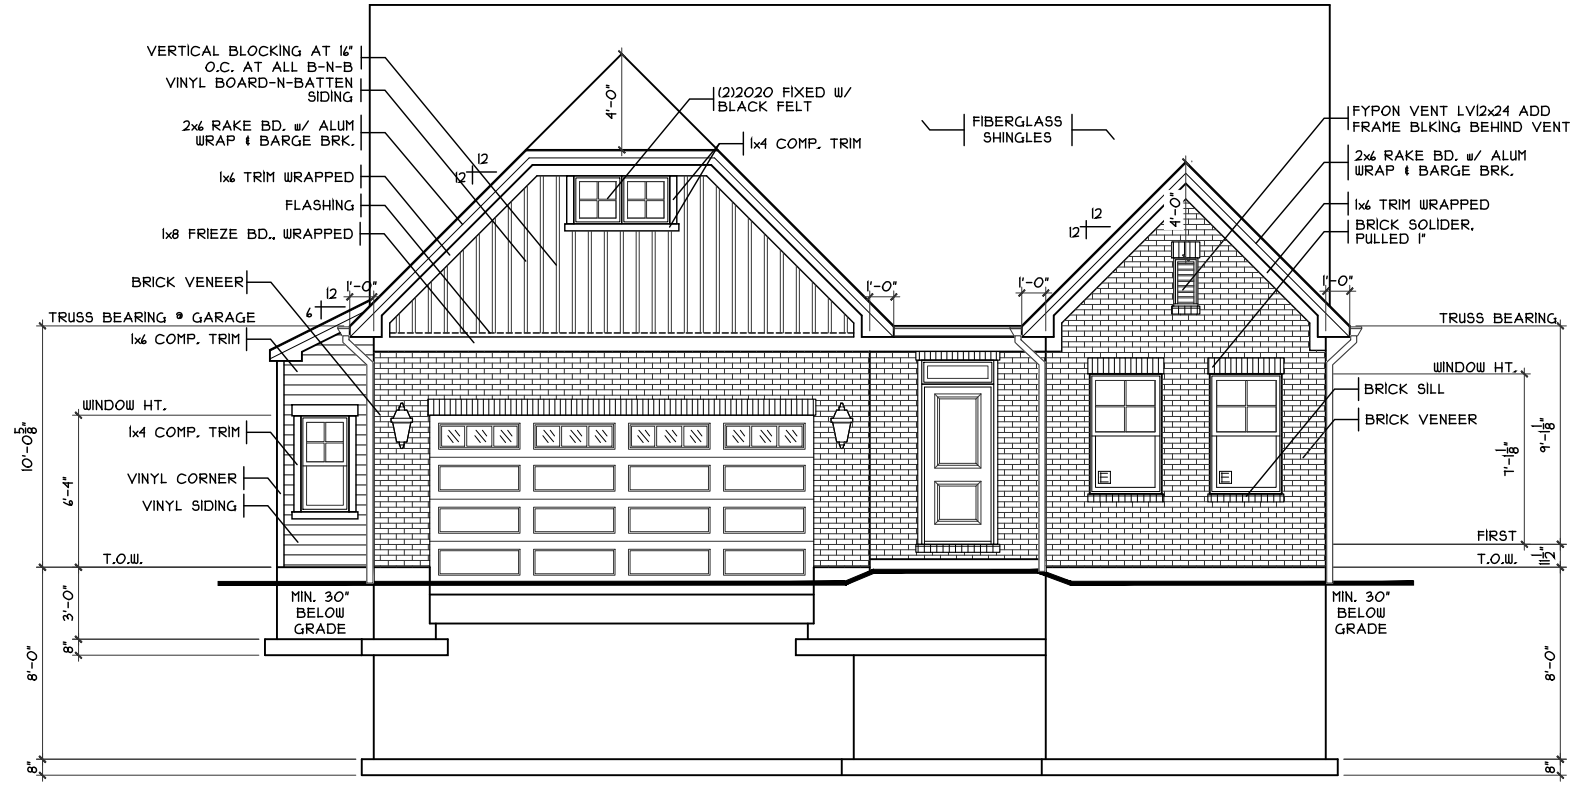 VERTICAL BLOCKING AT 16"
O.C. AT ALL B-N-B
VINYL BOARD-N-BATTEN
SIDING
2x6 RAKE BD. w/ ALUM
WRAP & BARGE BRK.
1x6 TRIM WRAPPED
FLASHING
1x8 FRIEZE BD., WRAPPED
BRICK VENEER
TRUSS BEARING @ GARAGE
1x6 COMP. TRIM
WINDOW HT.
1x4 COMP. TRIM
VINYL CORNER
VINYL SIDING
T.O.W.
10'-0 5/8"
6'-4"
3'-0"
8"
8'-0"
8"
MIN. 30"
BELOW
GRADE
12
6
1'-0"
12
12
4'-0"
(2)2020 FIXED W/
BLACK FELT
1x4 COMP. TRIM
FIBERGLASS
SHINGLES
1'-0"
1'-0"
12
12
4'-0"
1'-0"
E
E
FYPON VENT LV12x24 ADD
FRAME BLKING BEHIND VENT
2x6 RAKE BD. w/ ALUM
WRAP & BARGE BRK.
1x6 TRIM WRAPPED
BRICK SOLIDER,
PULLED 1"
TRUSS BEARING
WINDOW HT.
BRICK SILL
BRICK VENEER
7'-1 1/8"
9'-1 1/8"
FIRST
T.O.W.
11 1/2"
MIN. 30"
BELOW
GRADE
8'-0"
8"